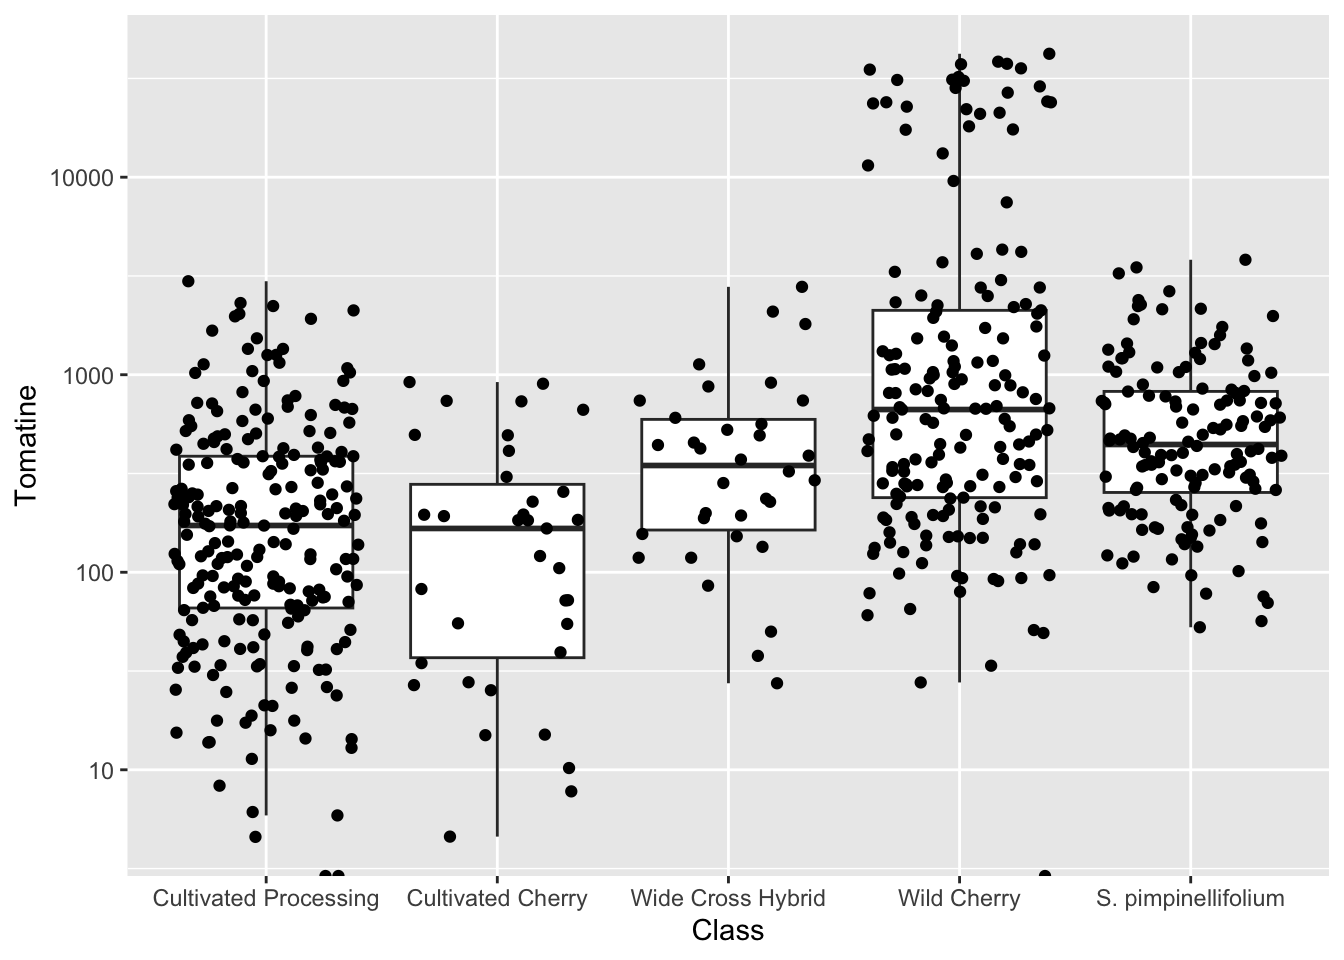 Tomatine
10000
1000
100
10
Cultivated Processing
Cultivated Cherry
Wide Cross Hybrid
Wild Cherry
S. pimpinellifolium
Class